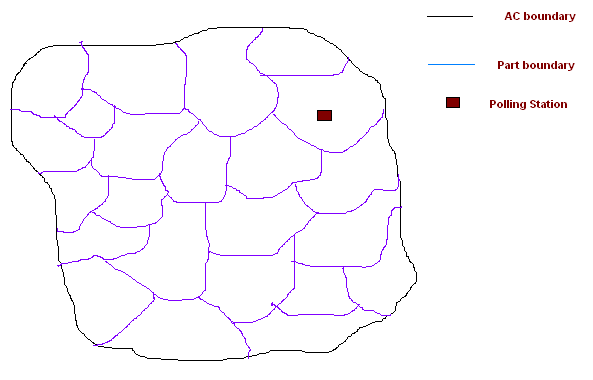 AC boundary
Part boundary
Polling Station